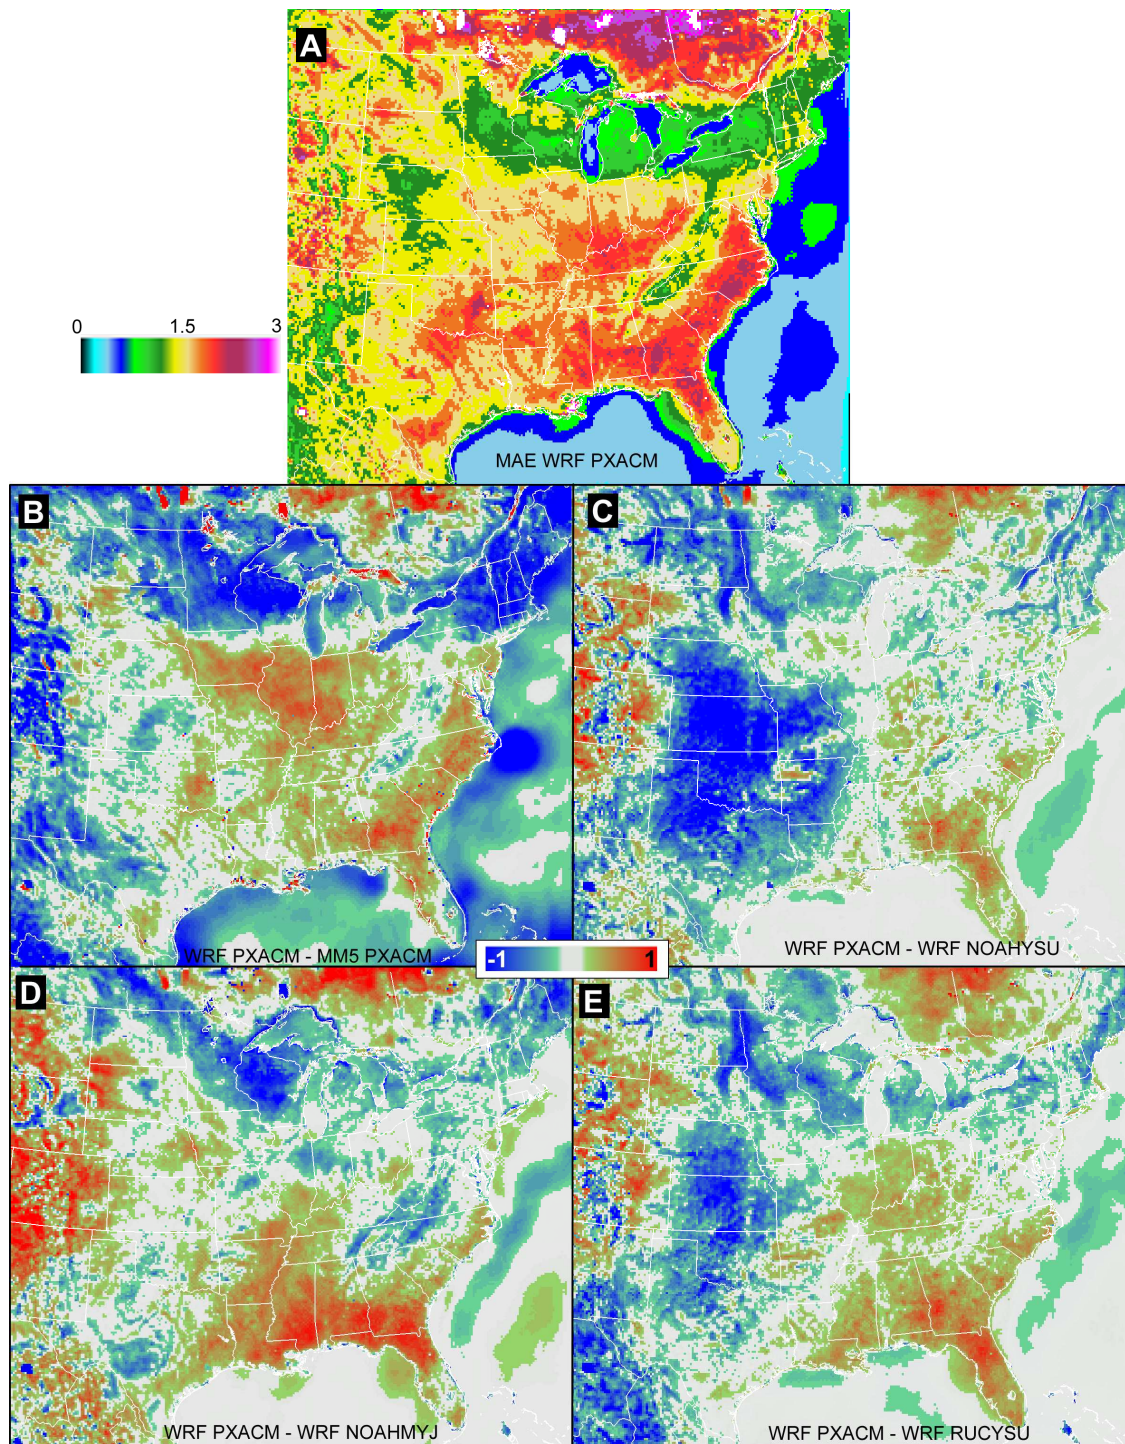 A
0 1.5 3
MAE WRF PXACM
B
C
WRF PXACM - MM5 PXACM
WRF PXACM - WRF NOAHYSU
-1 1
D
E
WRF PXACM - WRF NOAHMYJ
WRF PXACM - WRF RUCYSU